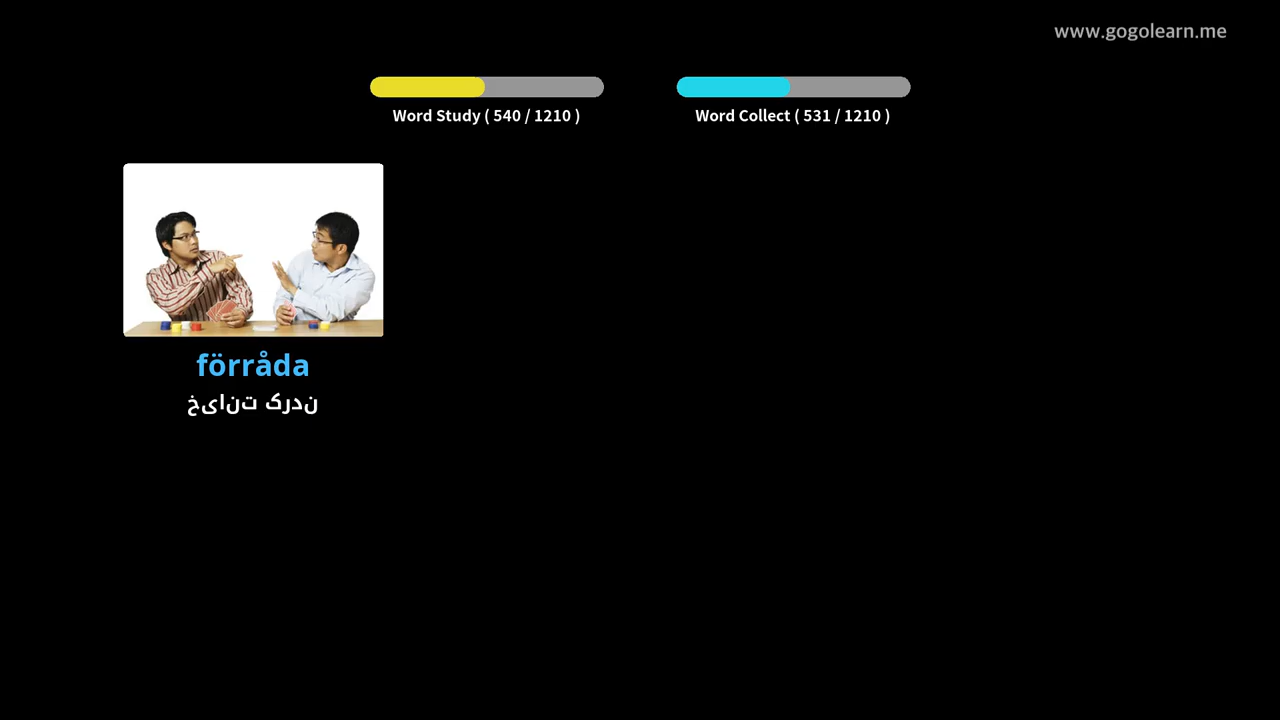 www.gogolearn.me
Word Study ( 540 / 1210 )
Word Collect ( 531 / 1210 )
förråda
خیانت کردن